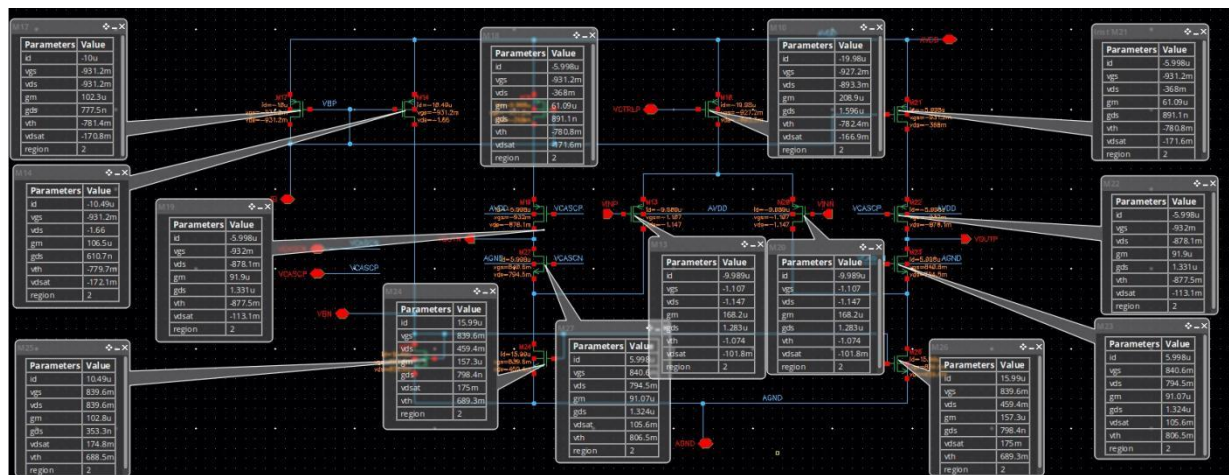 M17
Parameters Value
id -10u
vgs -931.2m
vds -931.2m
gm 102.3u
gds 777.5n
vth -781.4m
vdsat -170.8m
region 2
M18
Parameters Value
id -5.998u
vgs -931.2m
vds -368m
gm 61.09u
gds 891.1n
vth -780.8m
vdsat -171.6m
region 2
M16
Parameters Value
id -19.98u
vgs -927.2m
vds -893.3m
gm 208.9u
gds 1.596u
vth -782.4m
vdsat -166.9m
region 2
M21
Parameters Value
id -5.998u
vgs -931.2m
vds -368m
gm 61.09u
gds 891.1n
vth -780.8m
vdsat -171.6m
region 2
AVDD
VBP
VCTRLP
M14
Parameters Value
id -10.49u
vgs -931.2m
vds -1.66
gm 106.5u
gds 610.7n
vth -779.7m
vdsat -172.1m
region 2
M19
Parameters Value
id -5.998u
vgs -932m
vds -878.1m
gm 91.9u
gds 1.331u
vth -877.5m
vdsat -113.1m
region 2
M22
Parameters Value
id -5.998u
vgs -932m
vds -878.1m
gm 91.9u
gds 1.331u
vth -877.5m
vdsat -113.1m
region 2
AVDD
VCASCP
VINP
AVDD
VINN
VCASCP
AVDD
VOUTP
AGND
VCASCN
AGND
VCASCP
VCASCP
VBN
M13
Parameters Value
id -9.989u
vgs -1.107
vds -1.147
gm 168.2u
gds 1.283u
vth -1.074
vdsat -101.8m
region 2
M20
Parameters Value
id -9.989u
vgs -1.107
vds -1.147
gm 168.2u
gds 1.283u
vth -1.074
vdsat -101.8m
region 2
M24
Parameters Value
id 15.99u
vgs 839.6m
vds 459.4m
gm 157.3u
gds 798.4n
vdsat 175m
vth 689.3m
region 2
M27
Parameters Value
id 5.998u
vgs 840.6m
vds 794.5m
gm 91.07u
gds 1.324u
vdsat 105.6m
vth 806.5m
region 2
M23
Parameters Value
id 5.998u
vgs 840.6m
vds 794.5m
gm 91.07u
gds 1.324u
vdsat 105.6m
vth 806.5m
region 2
M25
Parameters Value
id 10.49u
vgs 839.6m
vds 839.6m
gm 102.8u
gds 353.3n
vdsat 174.8m
vth 688.5m
region 2
M26
Parameters Value
id 15.99u
vgs 839.6m
vds 459.4m
gm 157.3u
gds 798.4n
vdsat 175m
vth 689.3m
region 2
AGND
AGND